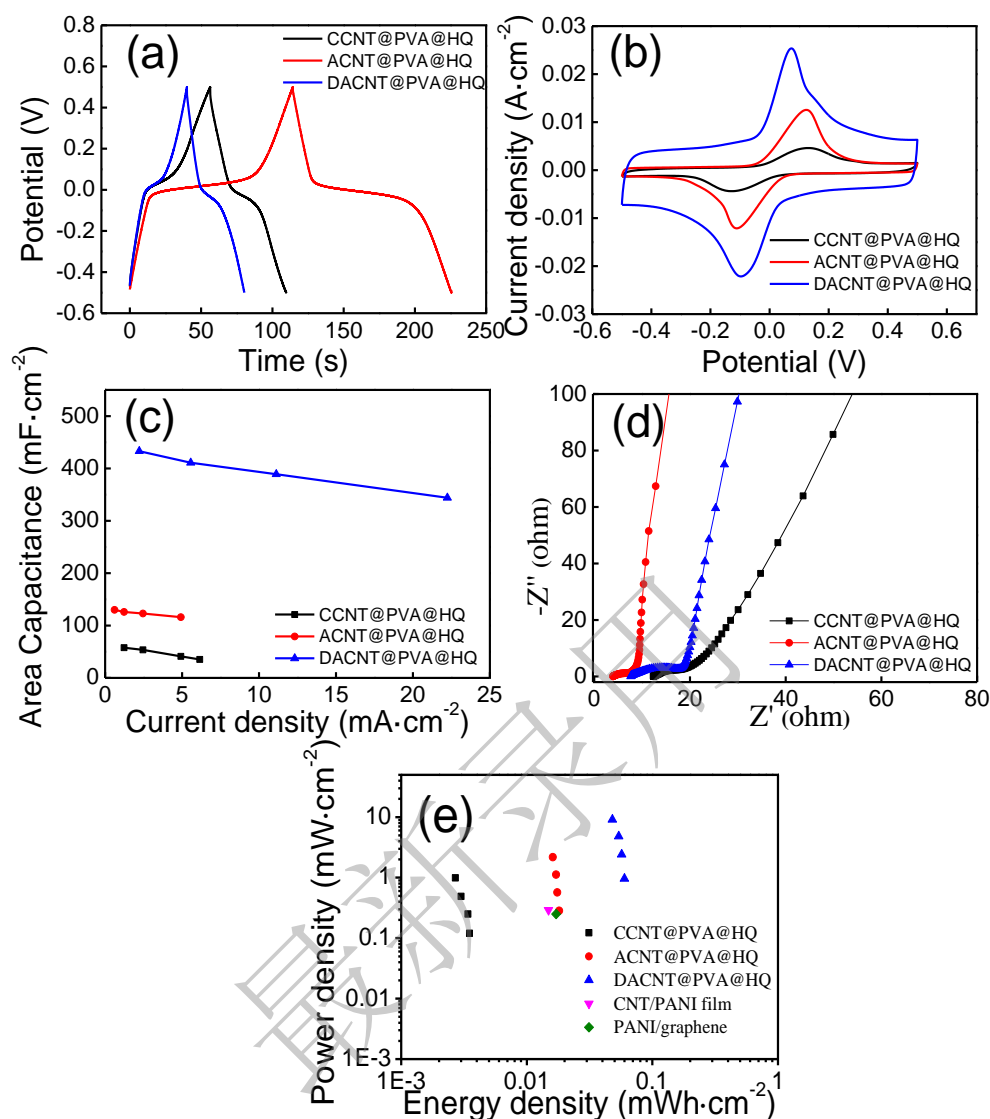 (a)
CCNT@PVA@HQ
ACNT@PVA@HQ
DACNT@PVA@HQ
0.8
0.4
0.0
-0.4
-0.6
Potential (V)
0 50 100 150 200 250
Time (s)
(b)
0.03
0.02
0.01
0.00
-0.01
-0.02
-0.03
Current density (A·cm-2)
CCNT@PVA@HQ
ACNT@PVA@HQ
DACNT@PVA@HQ
-0.6 -0.4 -0.2 0.0 0.2 0.4 0.6
Potential (V)
(c)
500
400
300
200
100
0
Area Capacitance (mF·cm-2)
CCNT@PVA@HQ
ACNT@PVA@HQ
DACNT@PVA@HQ
0 5 10 15 20 25
Current density (mA·cm-2)
(d)
100
80
60
40
20
0
-Z" (ohm)
CCNT@PVA@HQ
ACNT@PVA@HQ
DACNT@PVA@HQ
0 20 40 60 80
Z' (ohm)
(e)
10
1
0.1
0.01
1E-3
Power density (mW·cm-2)
CCNT@PVA@HQ
ACNT@PVA@HQ
DACNT@PVA@HQ
CNT/PANI film
PANI/graphene
1E-3 0.01 0.1 1
Energy density (mWh·cm-2)
最新录用